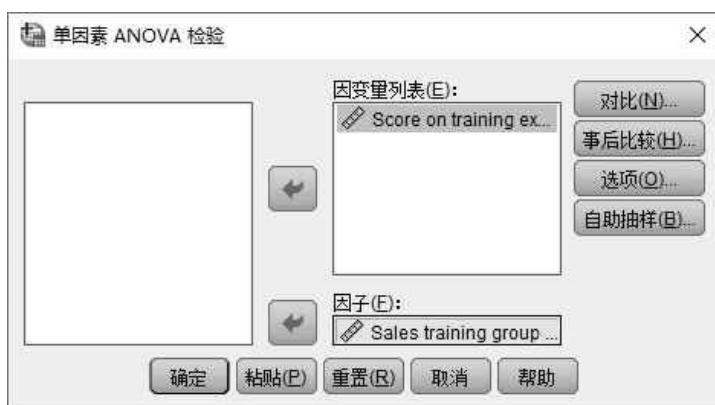 单因素 ANOVA 检验
因变量列表(E):
Score on training ex...
对比(N)...
事后比较(H)...
选项(O)...
自助抽样(B)...
因子(F):
Sales training group ...
确定
粘贴(P)
重置(R)
取消
帮助